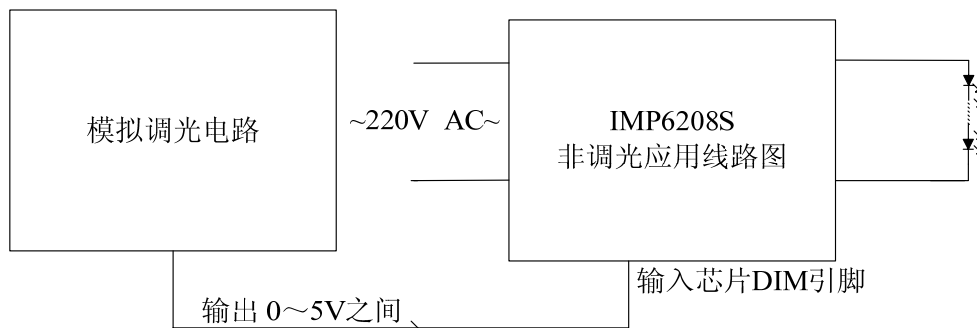 模拟调光电路
~220V AC~
IMP6208S
非调光应用线路图
输入芯片DIM引脚
输出 0～5V之间